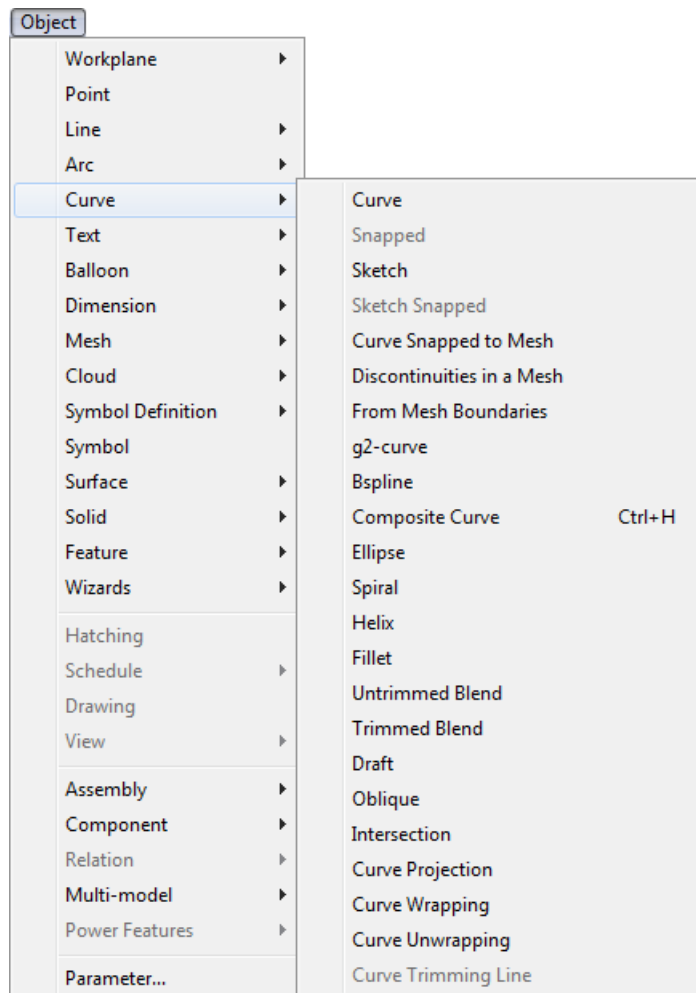 Object
Workplane
Point
Line
Arc
Curve
Text
Balloon
Dimension
Mesh
Cloud
Symbol Definition
Symbol
Surface
Solid
Feature
Wizards
Hatching
Schedule
Drawing
View
Assembly
Component
Relation
Multi-model
Power Features
Parameter...
Curve
Snapped
Sketch
Sketch Snapped
Curve Snapped to Mesh
Discontinuities in a Mesh
From Mesh Boundaries
g2-curve
Bspline
Composite Curve Ctrl+H
Ellipse
Spiral
Helix
Fillet
Untrimmed Blend
Trimmed Blend
Draft
Oblique
Intersection
Curve Projection
Curve Wrapping
Curve Unwrapping
Curve Trimming Line